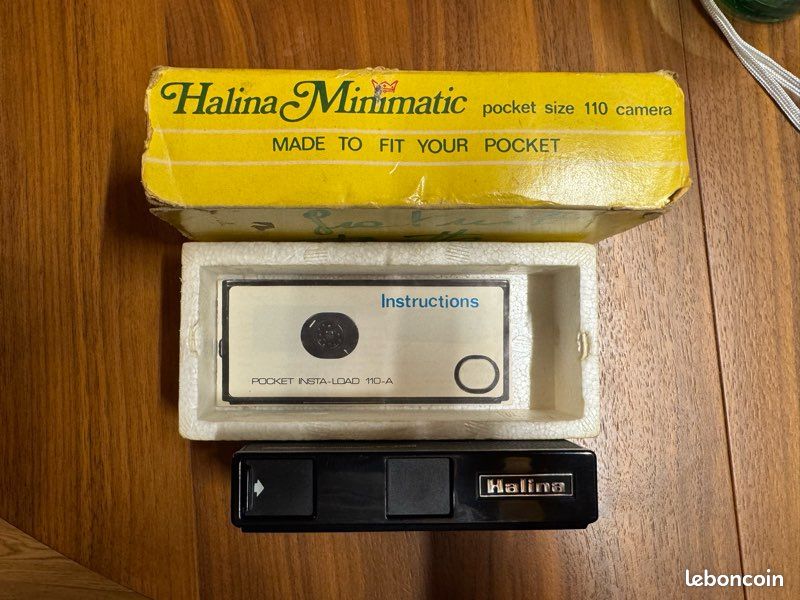 Halina Minimatic pocket size 110 camera
MADE TO FIT YOUR POCKET
Instructions
POCKET INSTA-LOAD 110-A
Halina
leboncoin